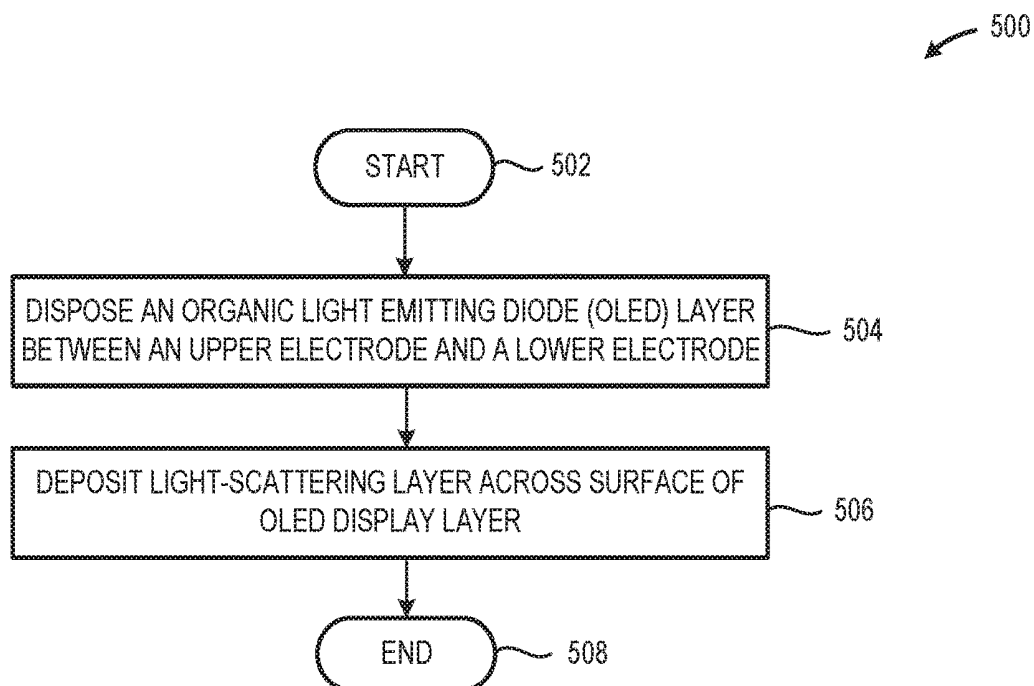 500
START
502
DISPOSE AN ORGANIC LIGHT EMITTING DIODE (OLED) LAYER
BETWEEN AN UPPER ELECTRODE AND A LOWER ELECTRODE
504
DEPOSIT LIGHT-SCATTERING LAYER ACROSS SURFACE OF
OLED DISPLAY LAYER
506
END
508